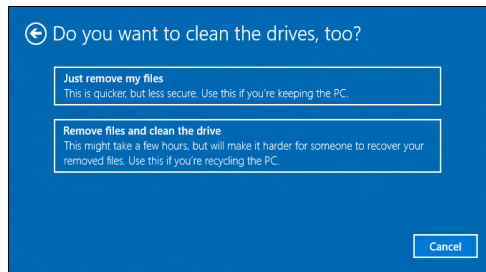 Do you want to clean the drives, too?
Just remove my files
This is quicker, but less secure. Use this if you're keeping the PC.
Remove files and clean the drive
This might take a few hours, but will make it harder for someone to recover your
removed files. Use this if you're recycling the PC.
Cancel